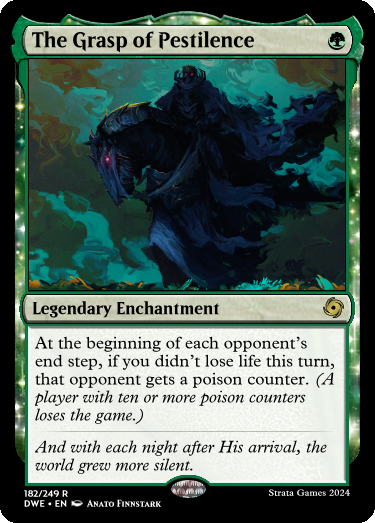 The Grasp of Pestilence
Legendary Enchantment
At the beginning of each opponent's
end step, if you didn't lose life this turn,
that opponent gets a poison counter. (A
player with ten or more poison counters
loses the game.)
And with each night after His arrival, the
world grew more silent.
182/249 R
DWE • EN Anato Finnstark
Strata Games 2024